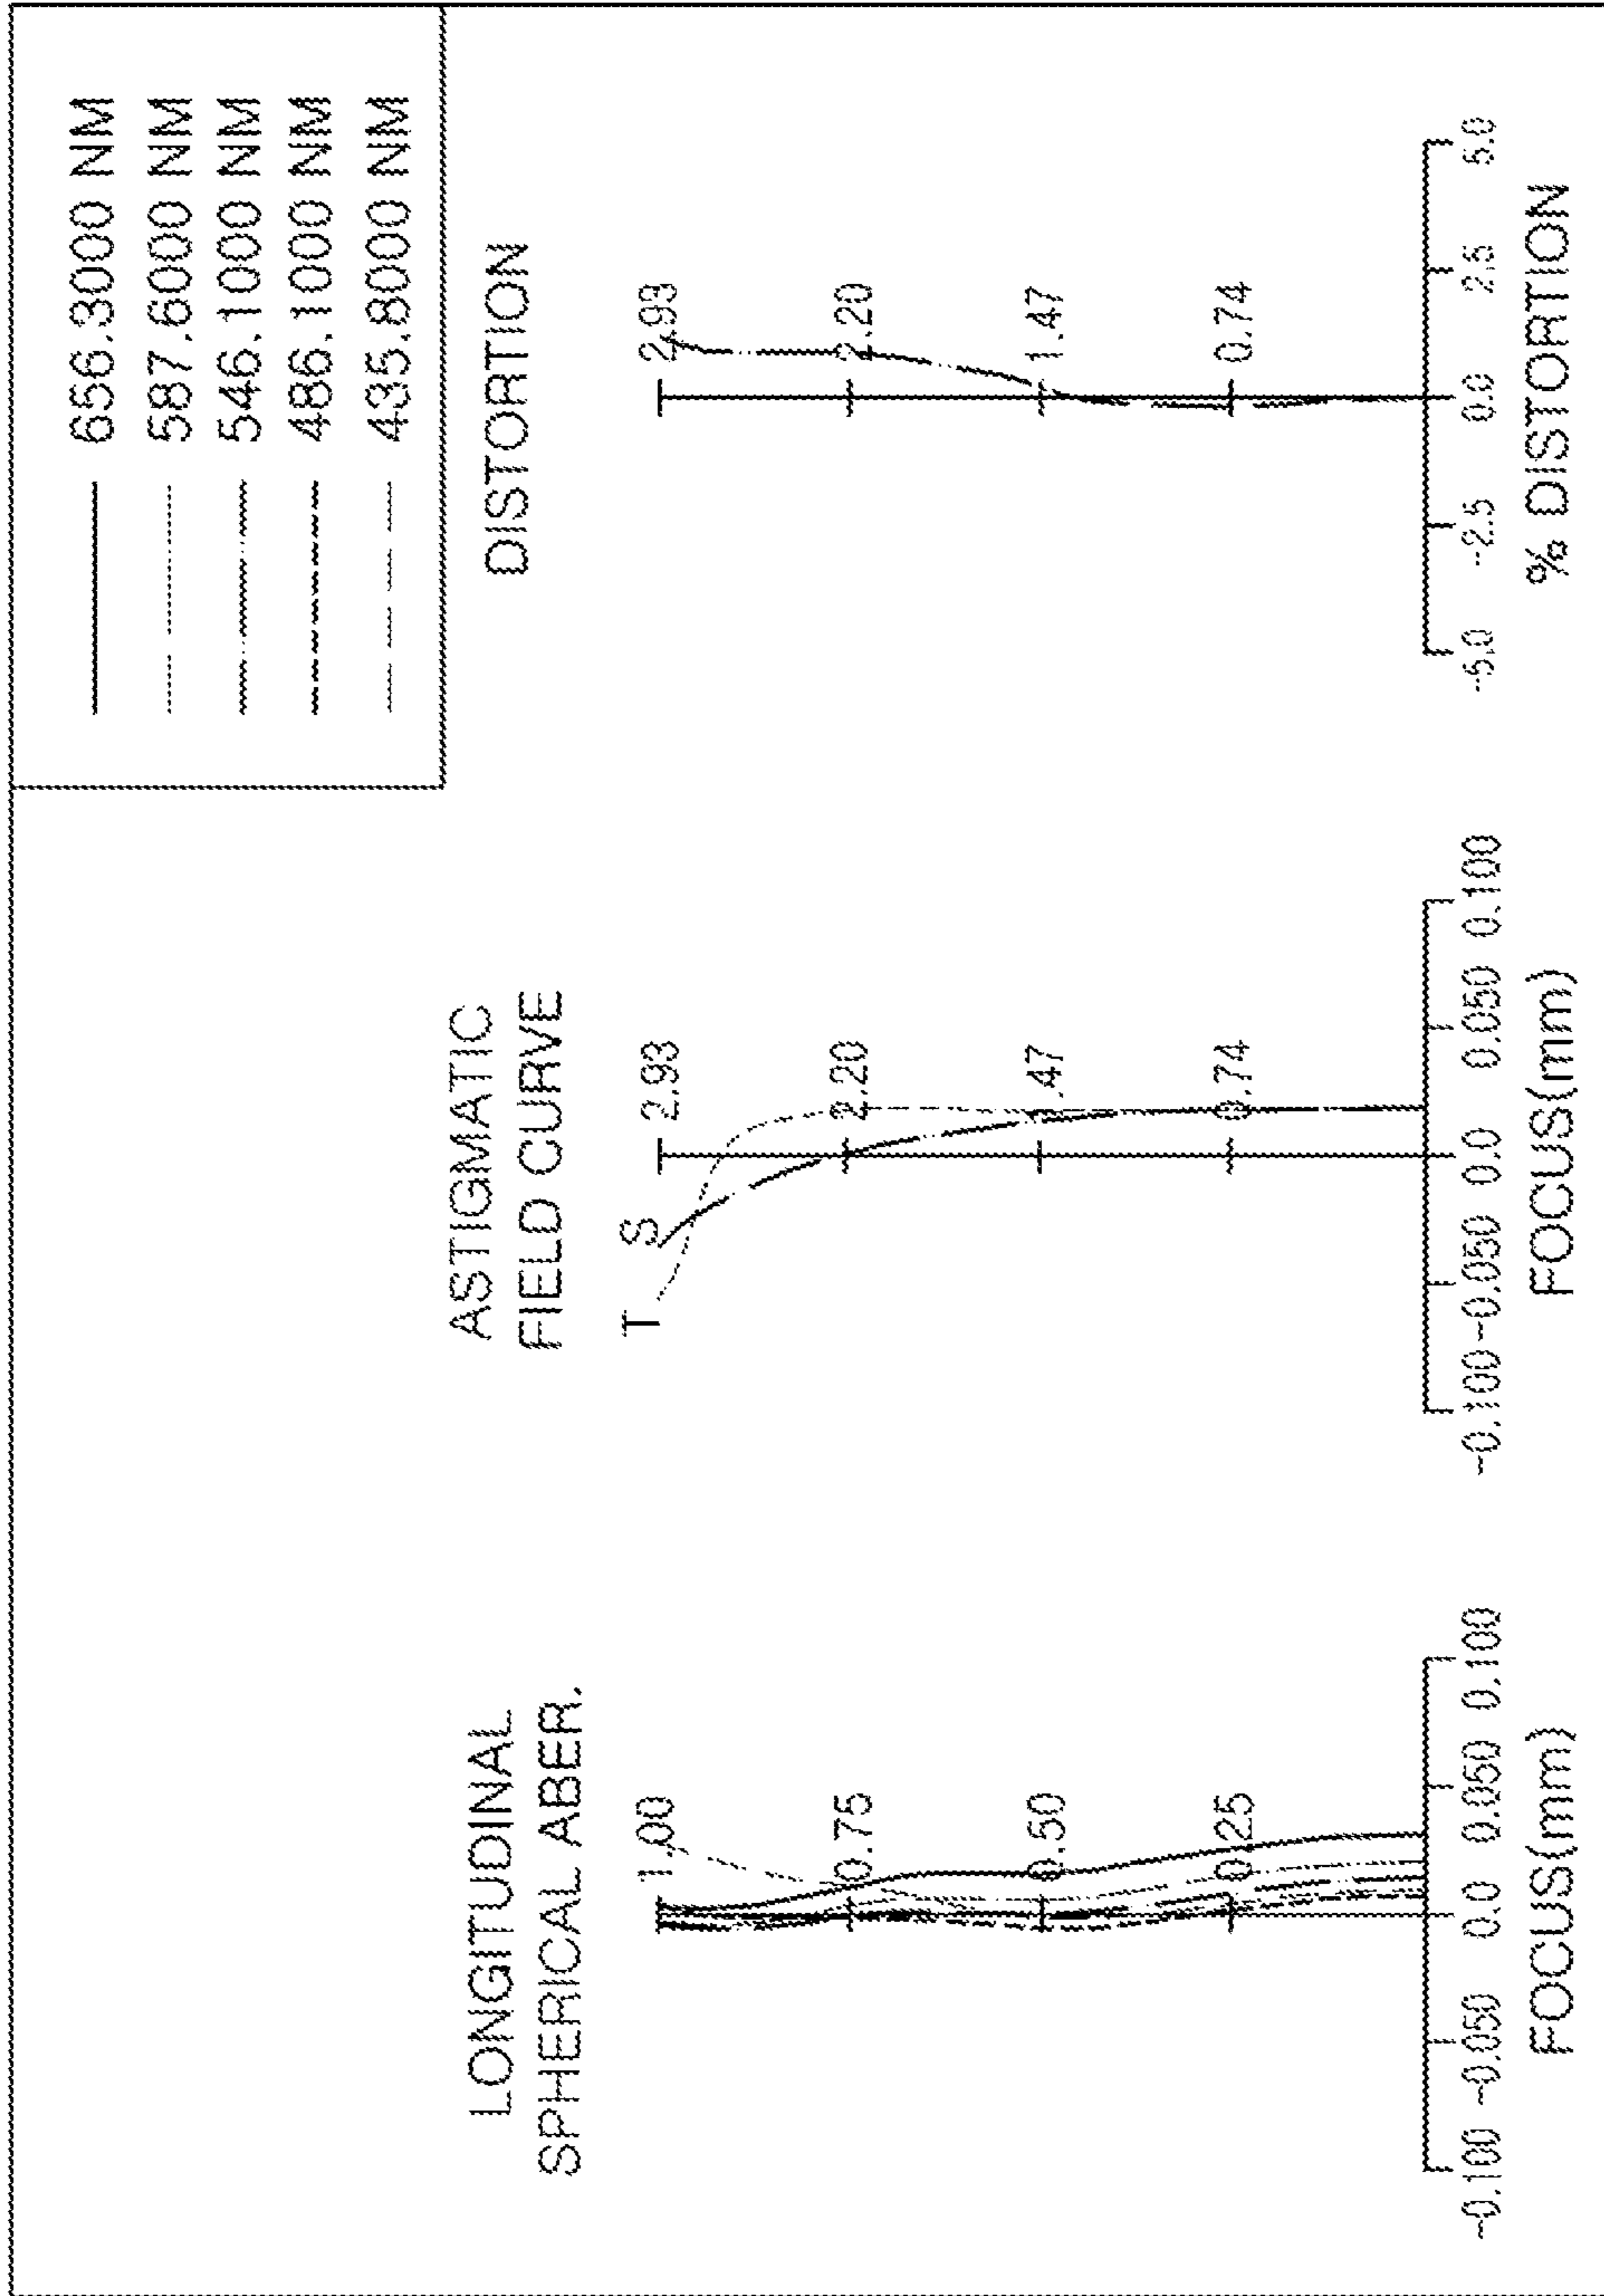 656.3000 NM
587.6000 NM
546.1000 NM
486.1000 NM
435.8000 NM
LONGITUDINAL
SPHERICAL ABER.
1.00
0.75
0.50
0.25
-0.100 -0.050 0.0 0.050 0.100
FOCUS(mm)
ASTIGMATIC
FIELD CURVE
T S
2.93
2.20
1.47
0.74
-0.100 -0.050 0.0 0.050 0.100
FOCUS(mm)
DISTORTION
2.93
2.20
1.47
0.74
-5.0 -2.5 0.0 2.5 5.0
% DISTORTION